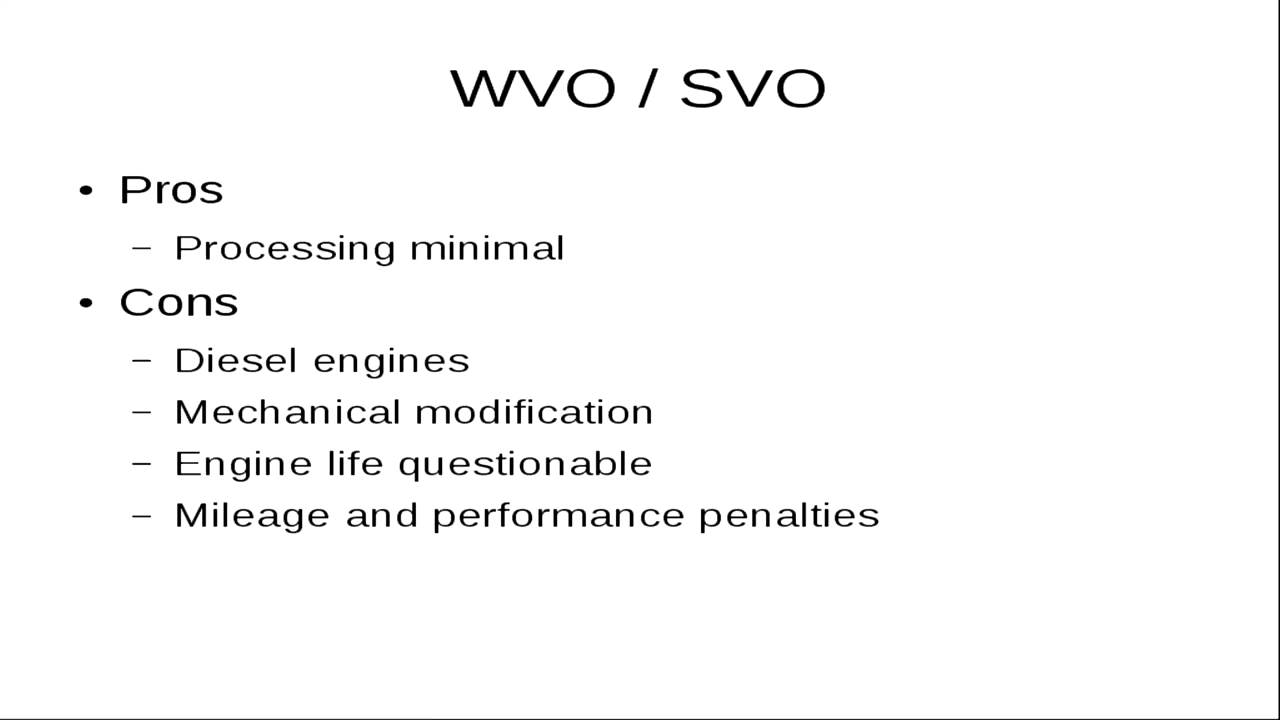 WVO / SVO
• Pros
– Processing minimal
• Cons
– Diesel engines
– Mechanical modification
– Engine life questionable
– Mileage and performance penalties